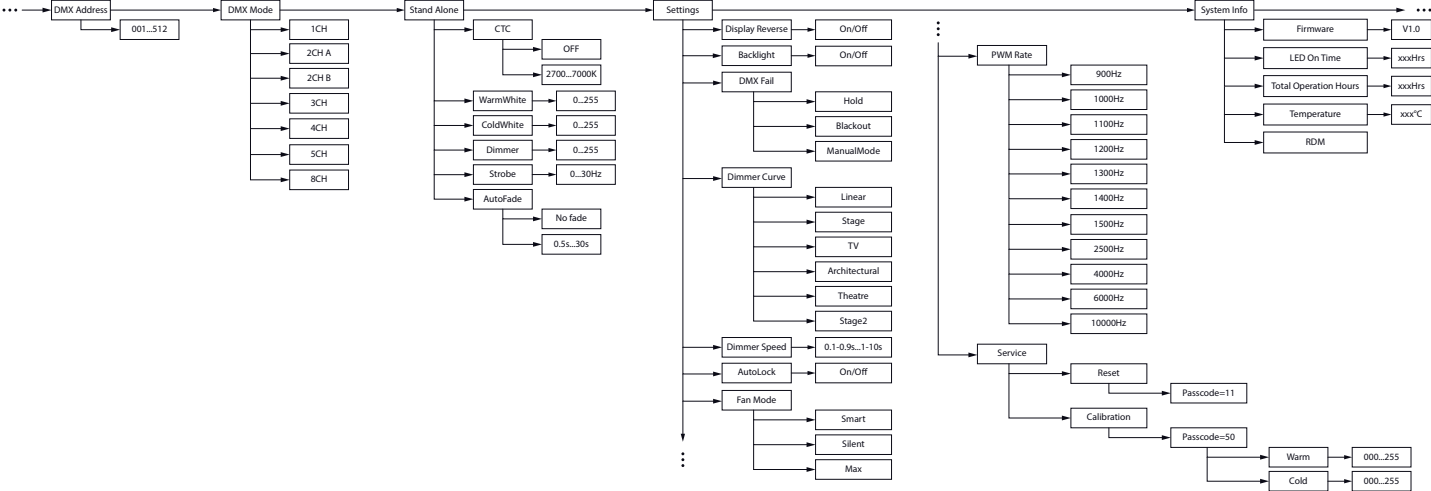 DMX Address
001...512
DMX Mode
1CH
2CH A
2CH B
3CH
4CH
5CH
8CH
Stand Alone
CTC
OFF
2700...7000K
WarmWhite
0...255
ColdWhite
0...255
Dimmer
0...255
Strobe
0...30Hz
AutoFade
No fade
0.5s...30s
Settings
Display Reverse
On/Off
Backlight
On/Off
DMX Fail
Hold
Blackout
ManualMode
Dimmer Curve
Linear
Stage
TV
Architectural
Theatre
Stage2
Dimmer Speed
0.1-0.9s...1-10s
AutoLock
On/Off
Fan Mode
Smart
Silent
Max
PWM Rate
900Hz
1000Hz
1100Hz
1200Hz
1300Hz
1400Hz
1500Hz
2500Hz
4000Hz
6000Hz
10000Hz
Service
Reset
Passcode=11
Calibration
Passcode=50
Warm
000...255
Cold
000...255
System Info
Firmware
V1.0
LED On Time
xxxHrs
Total Operation Hours
xxxHrs
Temperature
xxx°C
RDM